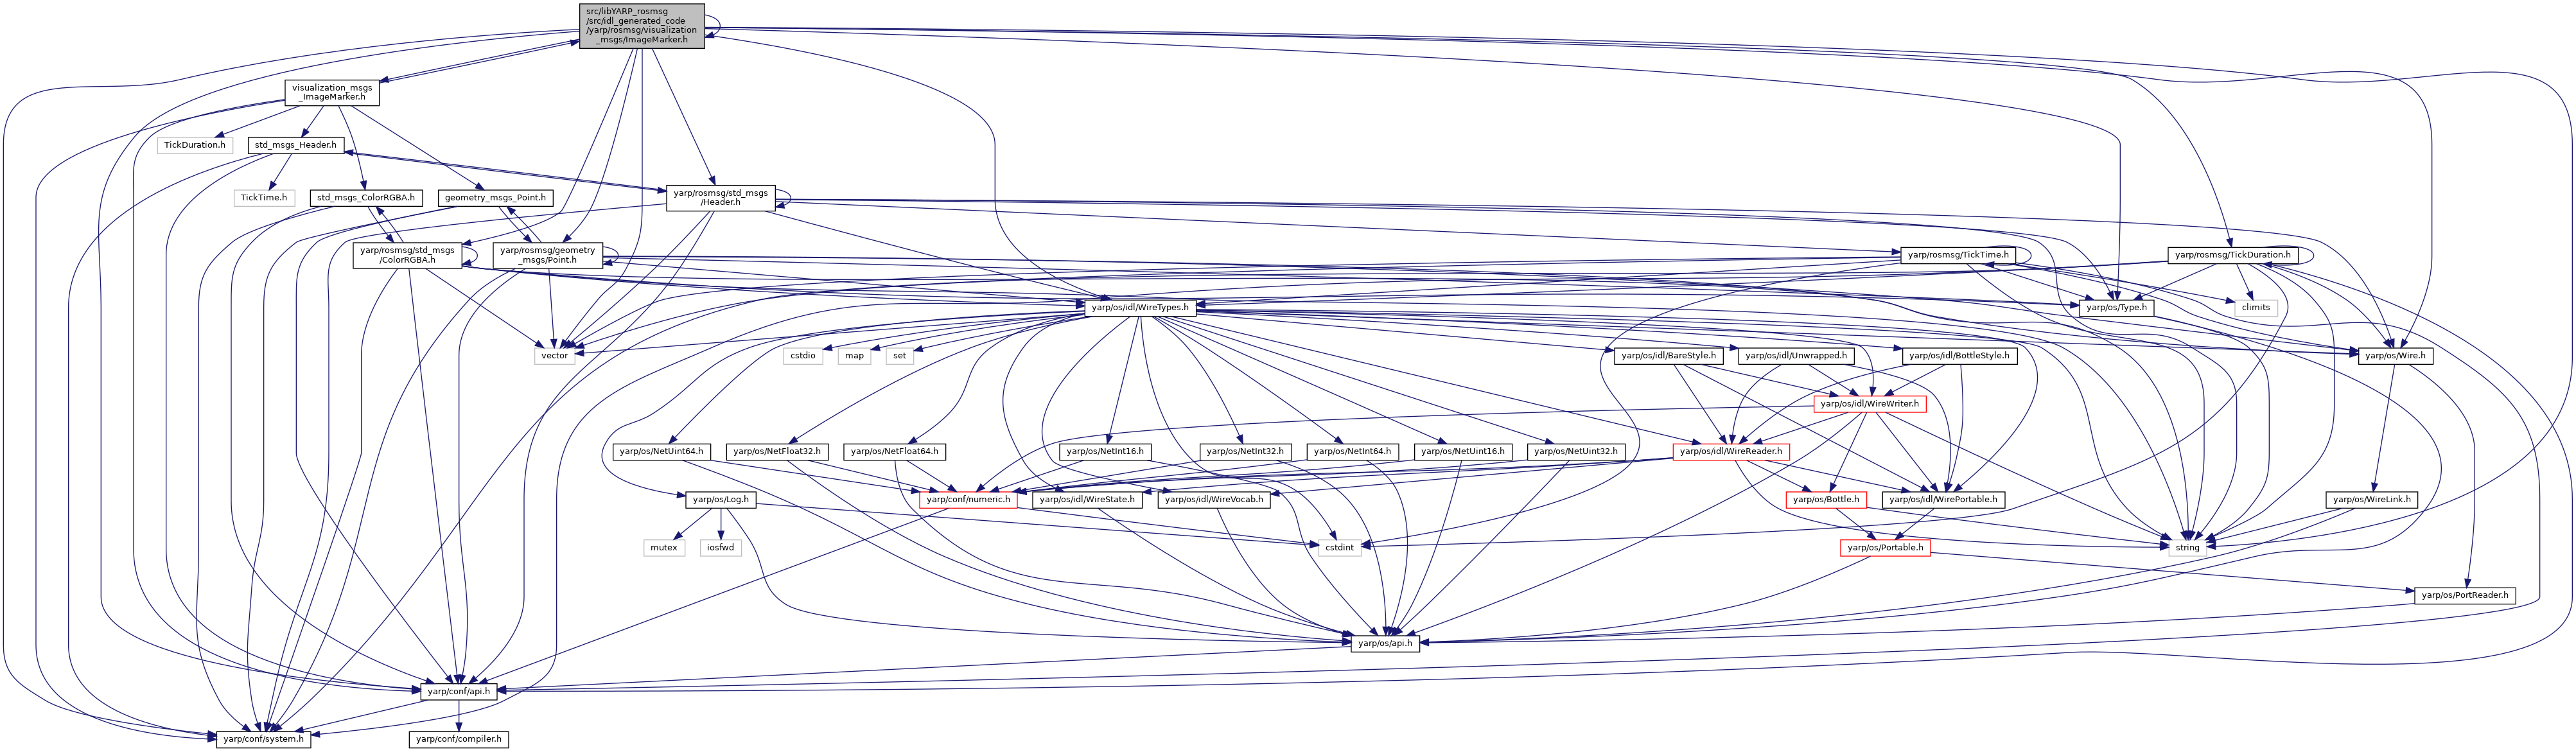 src/libYARP_rosmsg
/src/idl_generated_code
/yarp/rosmsg/visualization
_msgs/ImageMarker.h
visualization_msgs
_ImageMarker.h
TickDuration.h
std_msgs_Header.h
TickTime.h
std_msgs_ColorRGBA.h
geometry_msgs_Point.h
yarp/rosmsg/std_msgs
/Header.h
yarp/rosmsg/std_msgs
/ColorRGBA.h
yarp/rosmsg/geometry
_msgs/Point.h
yarp/rosmsg/TickTime.h
yarp/rosmsg/TickDuration.h
yarp/os/idl/WireTypes.h
yarp/os/Type.h
climits
vector
cstdio
map
set
yarp/os/idl/BareStyle.h
yarp/os/idl/Unwrapped.h
yarp/os/idl/BottleStyle.h
yarp/os/Wire.h
yarp/os/idl/WireWriter.h
yarp/os/NetUint64.h
yarp/os/NetFloat32.h
yarp/os/NetFloat64.h
yarp/os/NetInt16.h
yarp/os/NetInt32.h
yarp/os/NetInt64.h
yarp/os/NetUint16.h
yarp/os/NetUint32.h
yarp/os/idl/WireReader.h
yarp/os/Log.h
yarp/conf/numeric.h
yarp/os/idl/WireState.h
yarp/os/idl/WireVocab.h
yarp/os/Bottle.h
yarp/os/idl/WirePortable.h
yarp/os/WireLink.h
mutex
iosfwd
cstdint
yarp/os/Portable.h
string
yarp/os/PortReader.h
yarp/os/api.h
yarp/conf/api.h
yarp/conf/system.h
yarp/conf/compiler.h